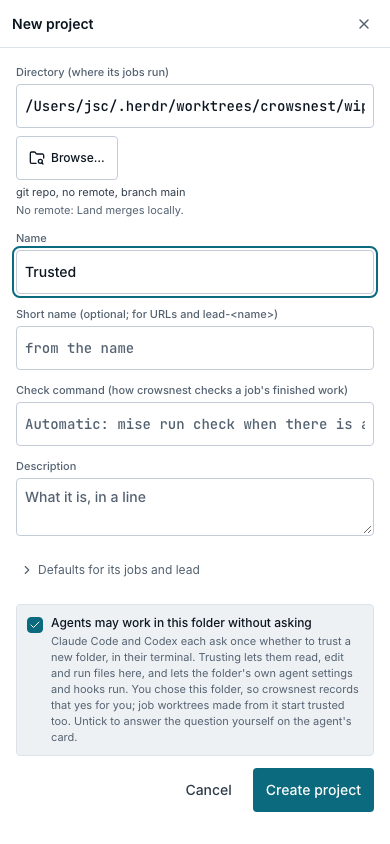 New project
Directory (where its jobs run)
/Users/jsc/.herdr/worktrees/crowsnest/wip
Browse...
git repo, no remote, branch main
No remote: Land merges locally.
Name
Trusted
Short name (optional; for URLs and lead-<name>)
from the name
Check command (how crowsnest checks a job's finished work)
Automatic: mise run check when there is a
Description
What it is, in a line
Defaults for its jobs and lead
Agents may work in this folder without asking
Claude Code and Codex each ask once whether to trust a
new folder, in their terminal. Trusting lets them read, edit
and run files here, and lets the folder's own agent settings
and hooks run. You chose this folder, so crowsnest records
that yes for you; job worktrees made from it start trusted
too. Untick to answer the question yourself on the agent's
card.
Cancel
Create project